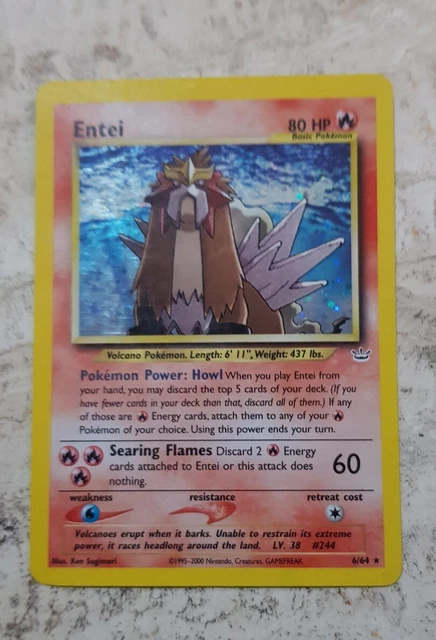 Entei
80 HP
Basic Pokémon
Volcano Pokémon. Length: 6' 11", Weight: 437 lbs.
Pokémon Power: Howl When you play Entei from
your hand, you may discard the top 5 cards of your deck. (If you
have fewer cards in your deck than that, discard all of them.) If any
of those are Energy cards, attach them to any of your
Pokémon of your choice. Using this power ends your turn.
Searing Flames Discard 2 Energy
cards attached to Entei or this attack does
nothing.
60
weakness resistance retreat cost
Volcanoes erupt when it barks. Unable to restrain its extreme
power, it races headlong around the land. LV. 38 #244
Illus. Ken Sugimori ©1995-2000 Nintendo, Creatures, GAMEFREAK. 6/64 ★